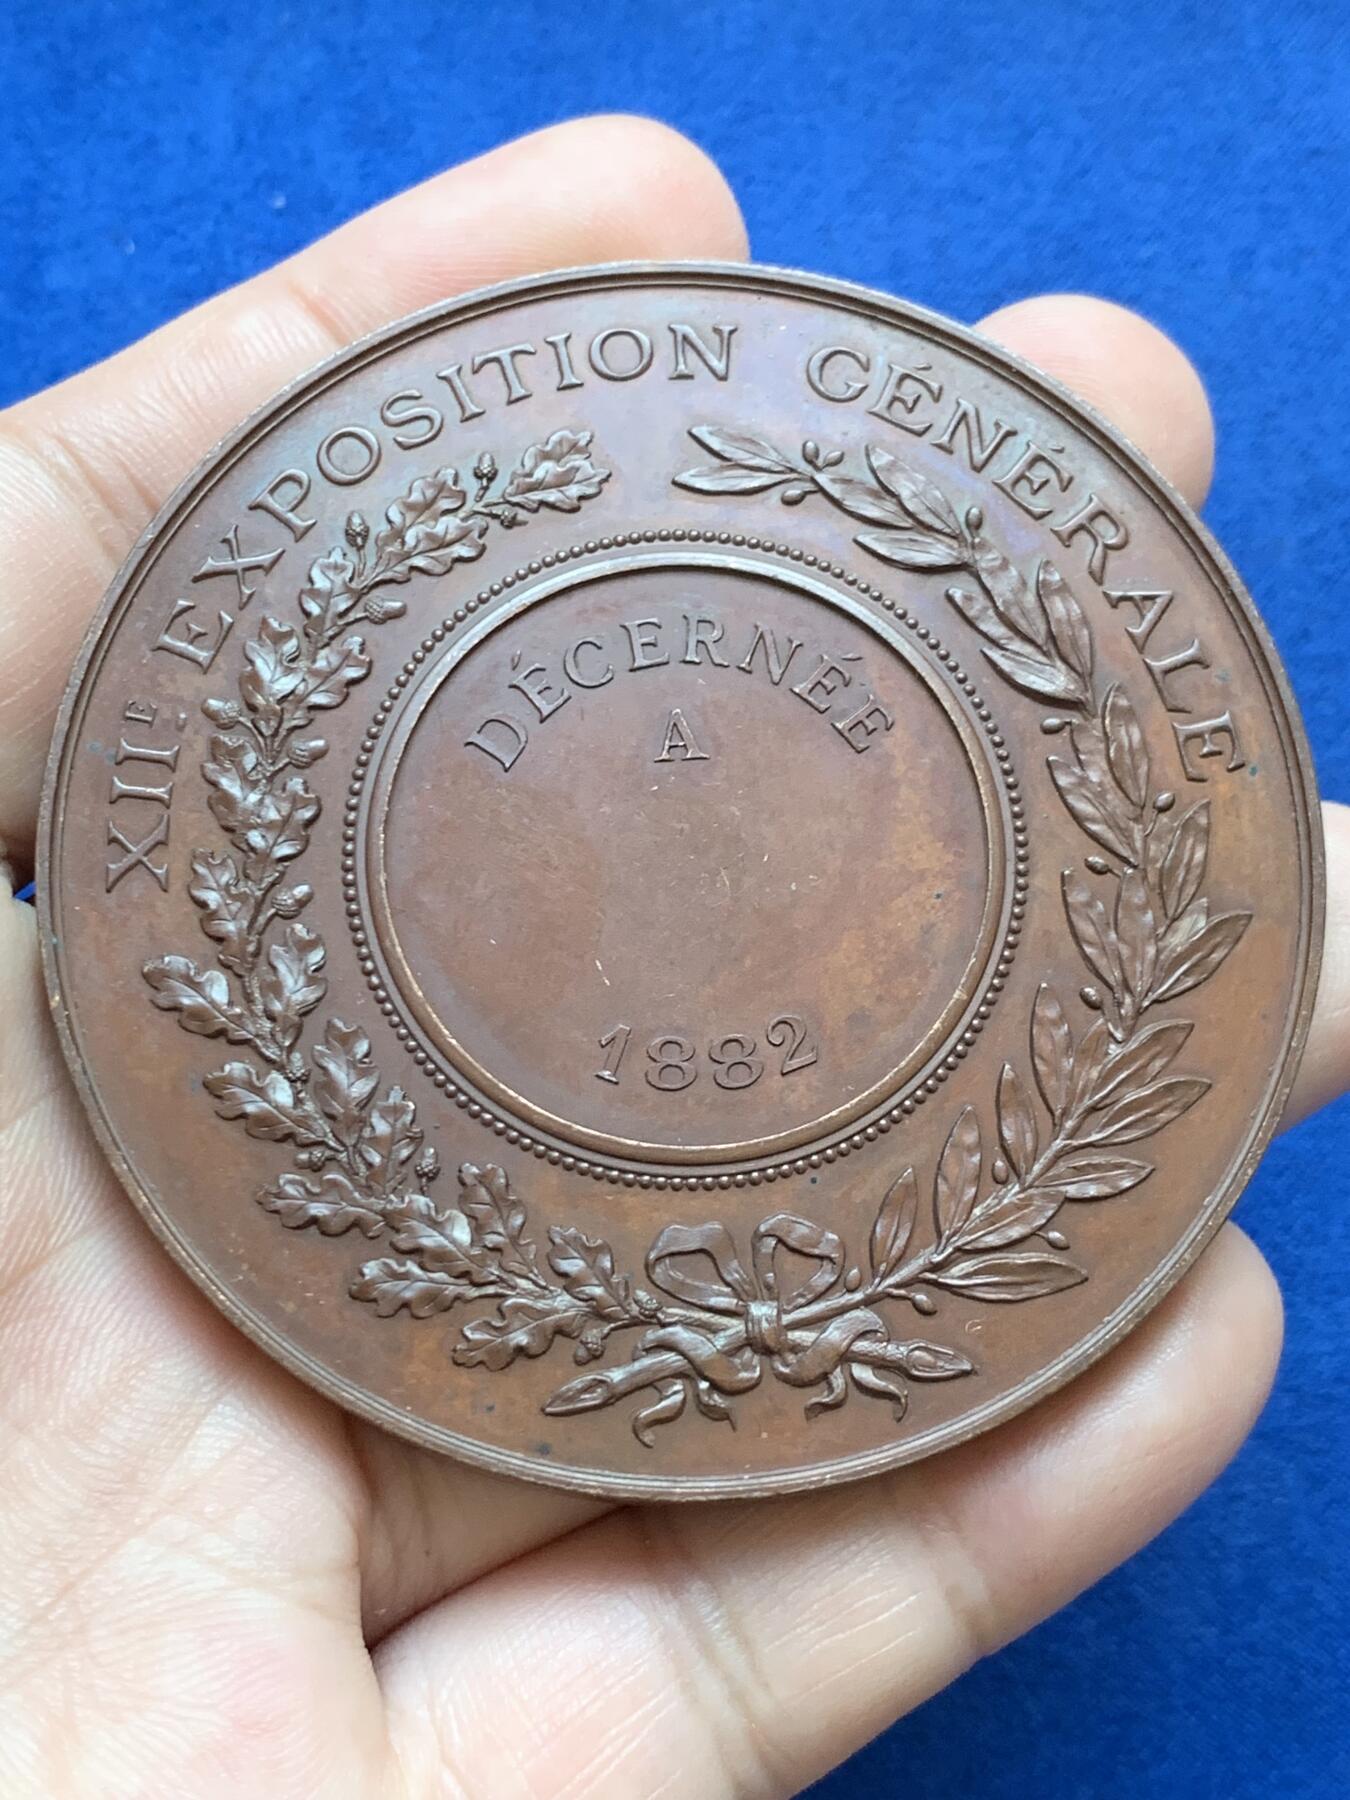 XIIE EXPOSITION GÉNÉRALE
DÉCERNÉE
A
1882